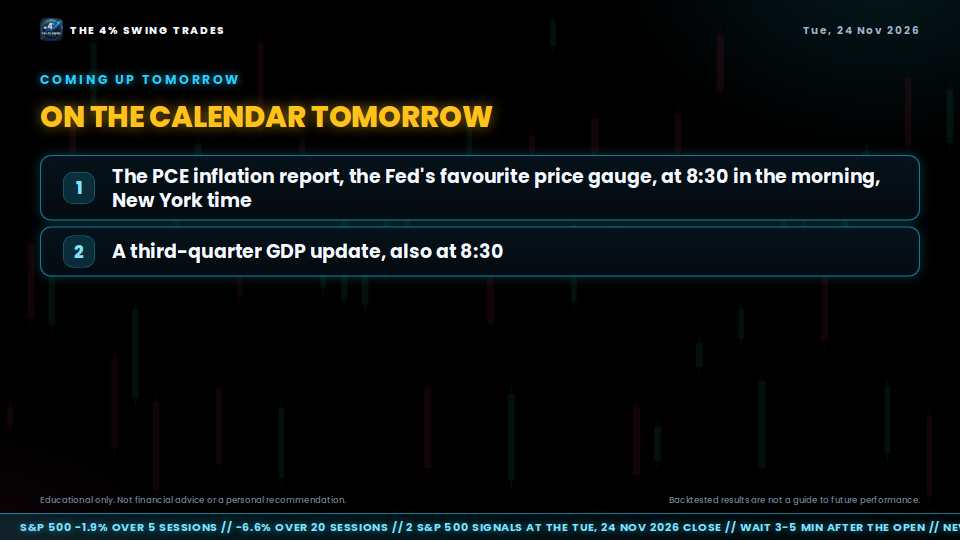 THE 4% SWING TRADES
Tue, 24 Nov 2026
COMING UP TOMORROW
ON THE CALENDAR TOMORROW
1
The PCE inflation report, the Fed's favourite price gauge, at 8:30 in the morning,
New York time
2
A third-quarter GDP update, also at 8:30
Educational only. Not financial advice or a personal recommendation.
Backtested results are not a guide to future performance.
S&P 500 -1.9% OVER 5 SESSIONS // -6.6% OVER 20 SESSIONS // 2 S&P 500 SIGNALS AT THE TUE, 24 NOV 2026 CLOSE // WAIT 3-5 MIN AFTER THE OPEN //